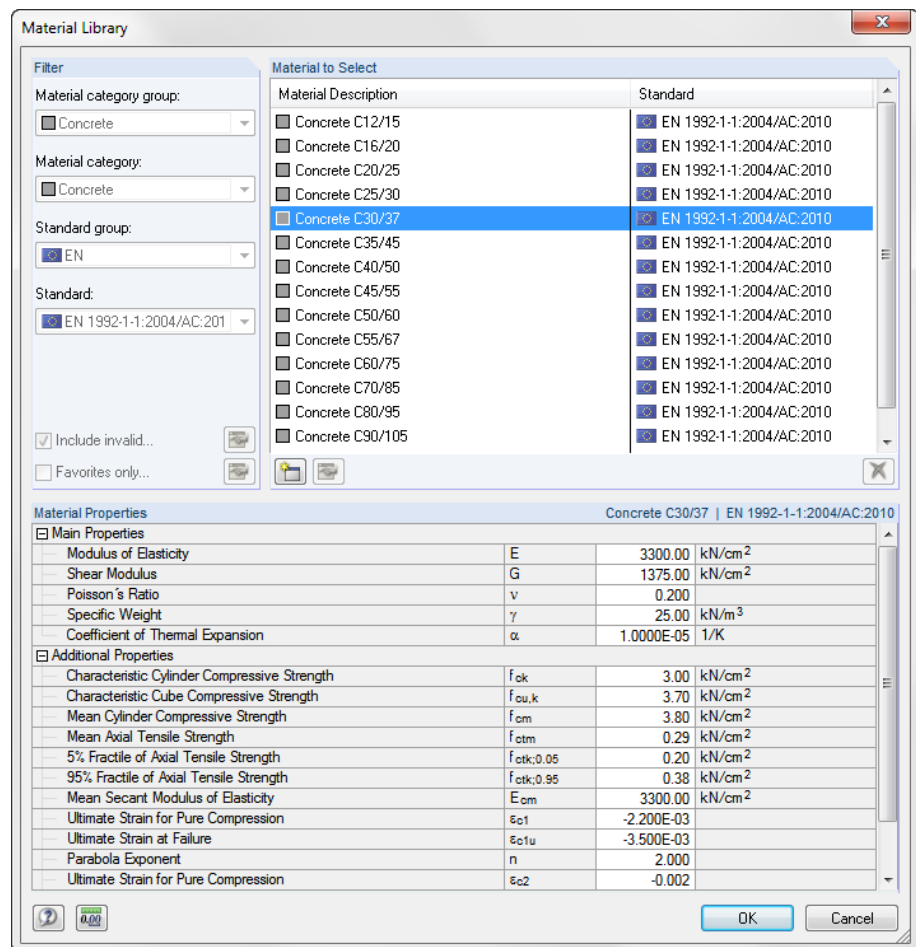 Material Library
Filter
Material category group:
Concrete
Material category:
Concrete
Standard group:
EN
Standard:
EN 1992-1-1:2004/AC:201
Include invalid...
Favorites only...
Material to Select
Material Description Standard
Concrete C12/15 EN 1992-1-1:2004/AC:2010
Concrete C16/20 EN 1992-1-1:2004/AC:2010
Concrete C20/25 EN 1992-1-1:2004/AC:2010
Concrete C25/30 EN 1992-1-1:2004/AC:2010
Concrete C30/37 EN 1992-1-1:2004/AC:2010
Concrete C35/45 EN 1992-1-1:2004/AC:2010
Concrete C40/50 EN 1992-1-1:2004/AC:2010
Concrete C45/55 EN 1992-1-1:2004/AC:2010
Concrete C50/60 EN 1992-1-1:2004/AC:2010
Concrete C55/67 EN 1992-1-1:2004/AC:2010
Concrete C60/75 EN 1992-1-1:2004/AC:2010
Concrete C70/85 EN 1992-1-1:2004/AC:2010
Concrete C80/95 EN 1992-1-1:2004/AC:2010
Concrete C90/105 EN 1992-1-1:2004/AC:2010
Material Properties Concrete C30/37 | EN 1992-1-1:2004/AC:2010
Main Properties
Modulus of Elasticity E 3300.00 kN/cm²
Shear Modulus G 1375.00 kN/cm²
Poisson´s Ratio ν 0.200
Specific Weight γ 25.00 kN/m³
Coefficient of Thermal Expansion α 1.0000E-05 1/K
Additional Properties
Characteristic Cylinder Compressive Strength fck 3.00 kN/cm²
Characteristic Cube Compressive Strength fcu,k 3.70 kN/cm²
Mean Cylinder Compressive Strength fcm 3.80 kN/cm²
Mean Axial Tensile Strength fctm 0.29 kN/cm²
5% Fractile of Axial Tensile Strength fctk;0.05 0.20 kN/cm²
95% Fractile of Axial Tensile Strength fctk;0.95 0.38 kN/cm²
Mean Secant Modulus of Elasticity Ecm 3300.00 kN/cm²
Ultimate Strain for Pure Compression εc1 -2.200E-03
Ultimate Strain at Failure εc1u -3.500E-03
Parabola Exponent n 2.000
Ultimate Strain for Pure Compression εc2 -0.002
0.00
OK Cancel